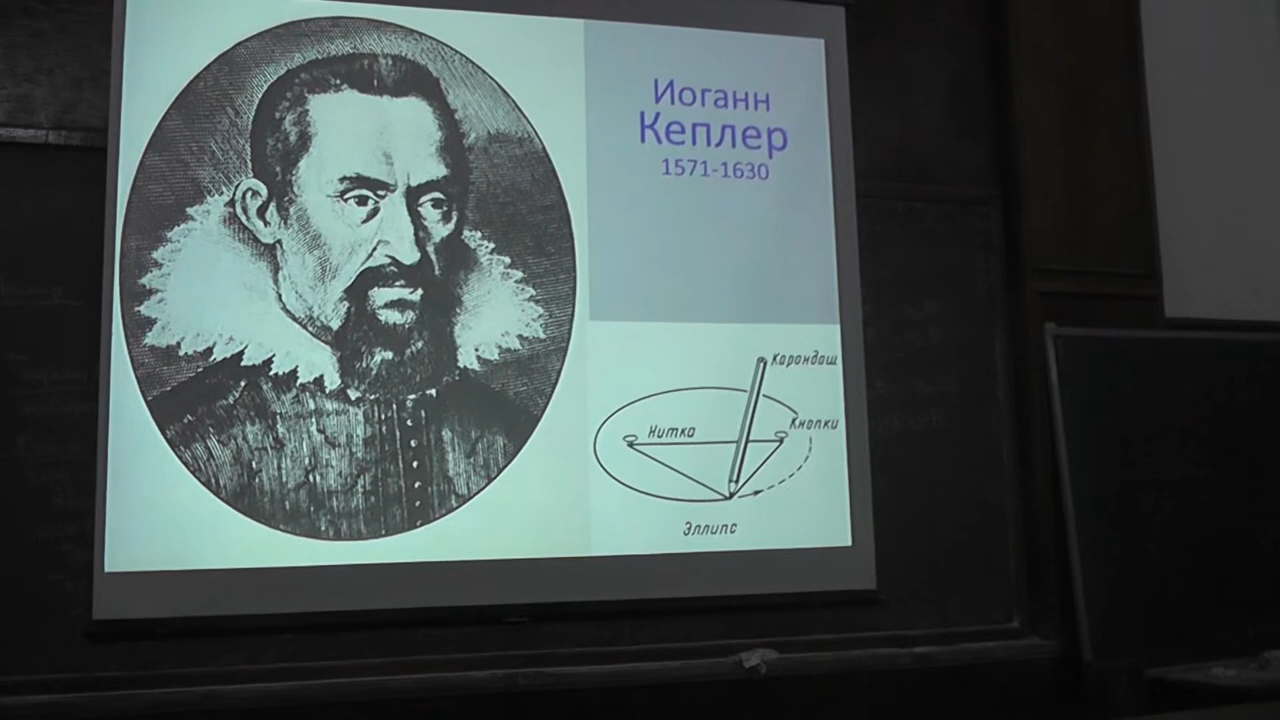 Иоганн
Кеплер
1571-1630
Карандаш
Нитка
Кнопки
Эллипс